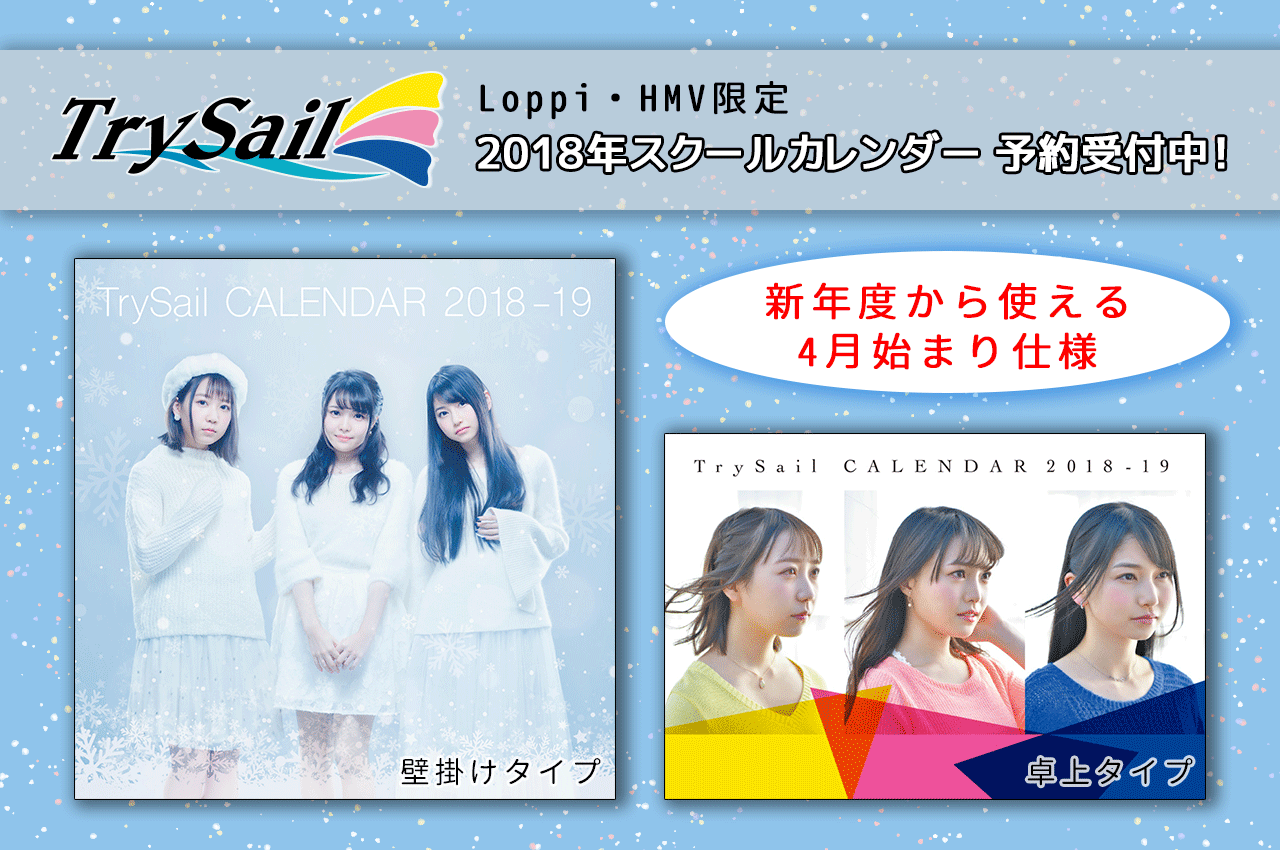 TrySail
Loppi・HMV限定
2018年スクールカレンダー 予約受付中!
TrySail CALENDAR 2018-19
壁掛けタイプ
新年度から使える
4月始まり仕様
TrySail CALENDAR 2018-19
卓上タイプ